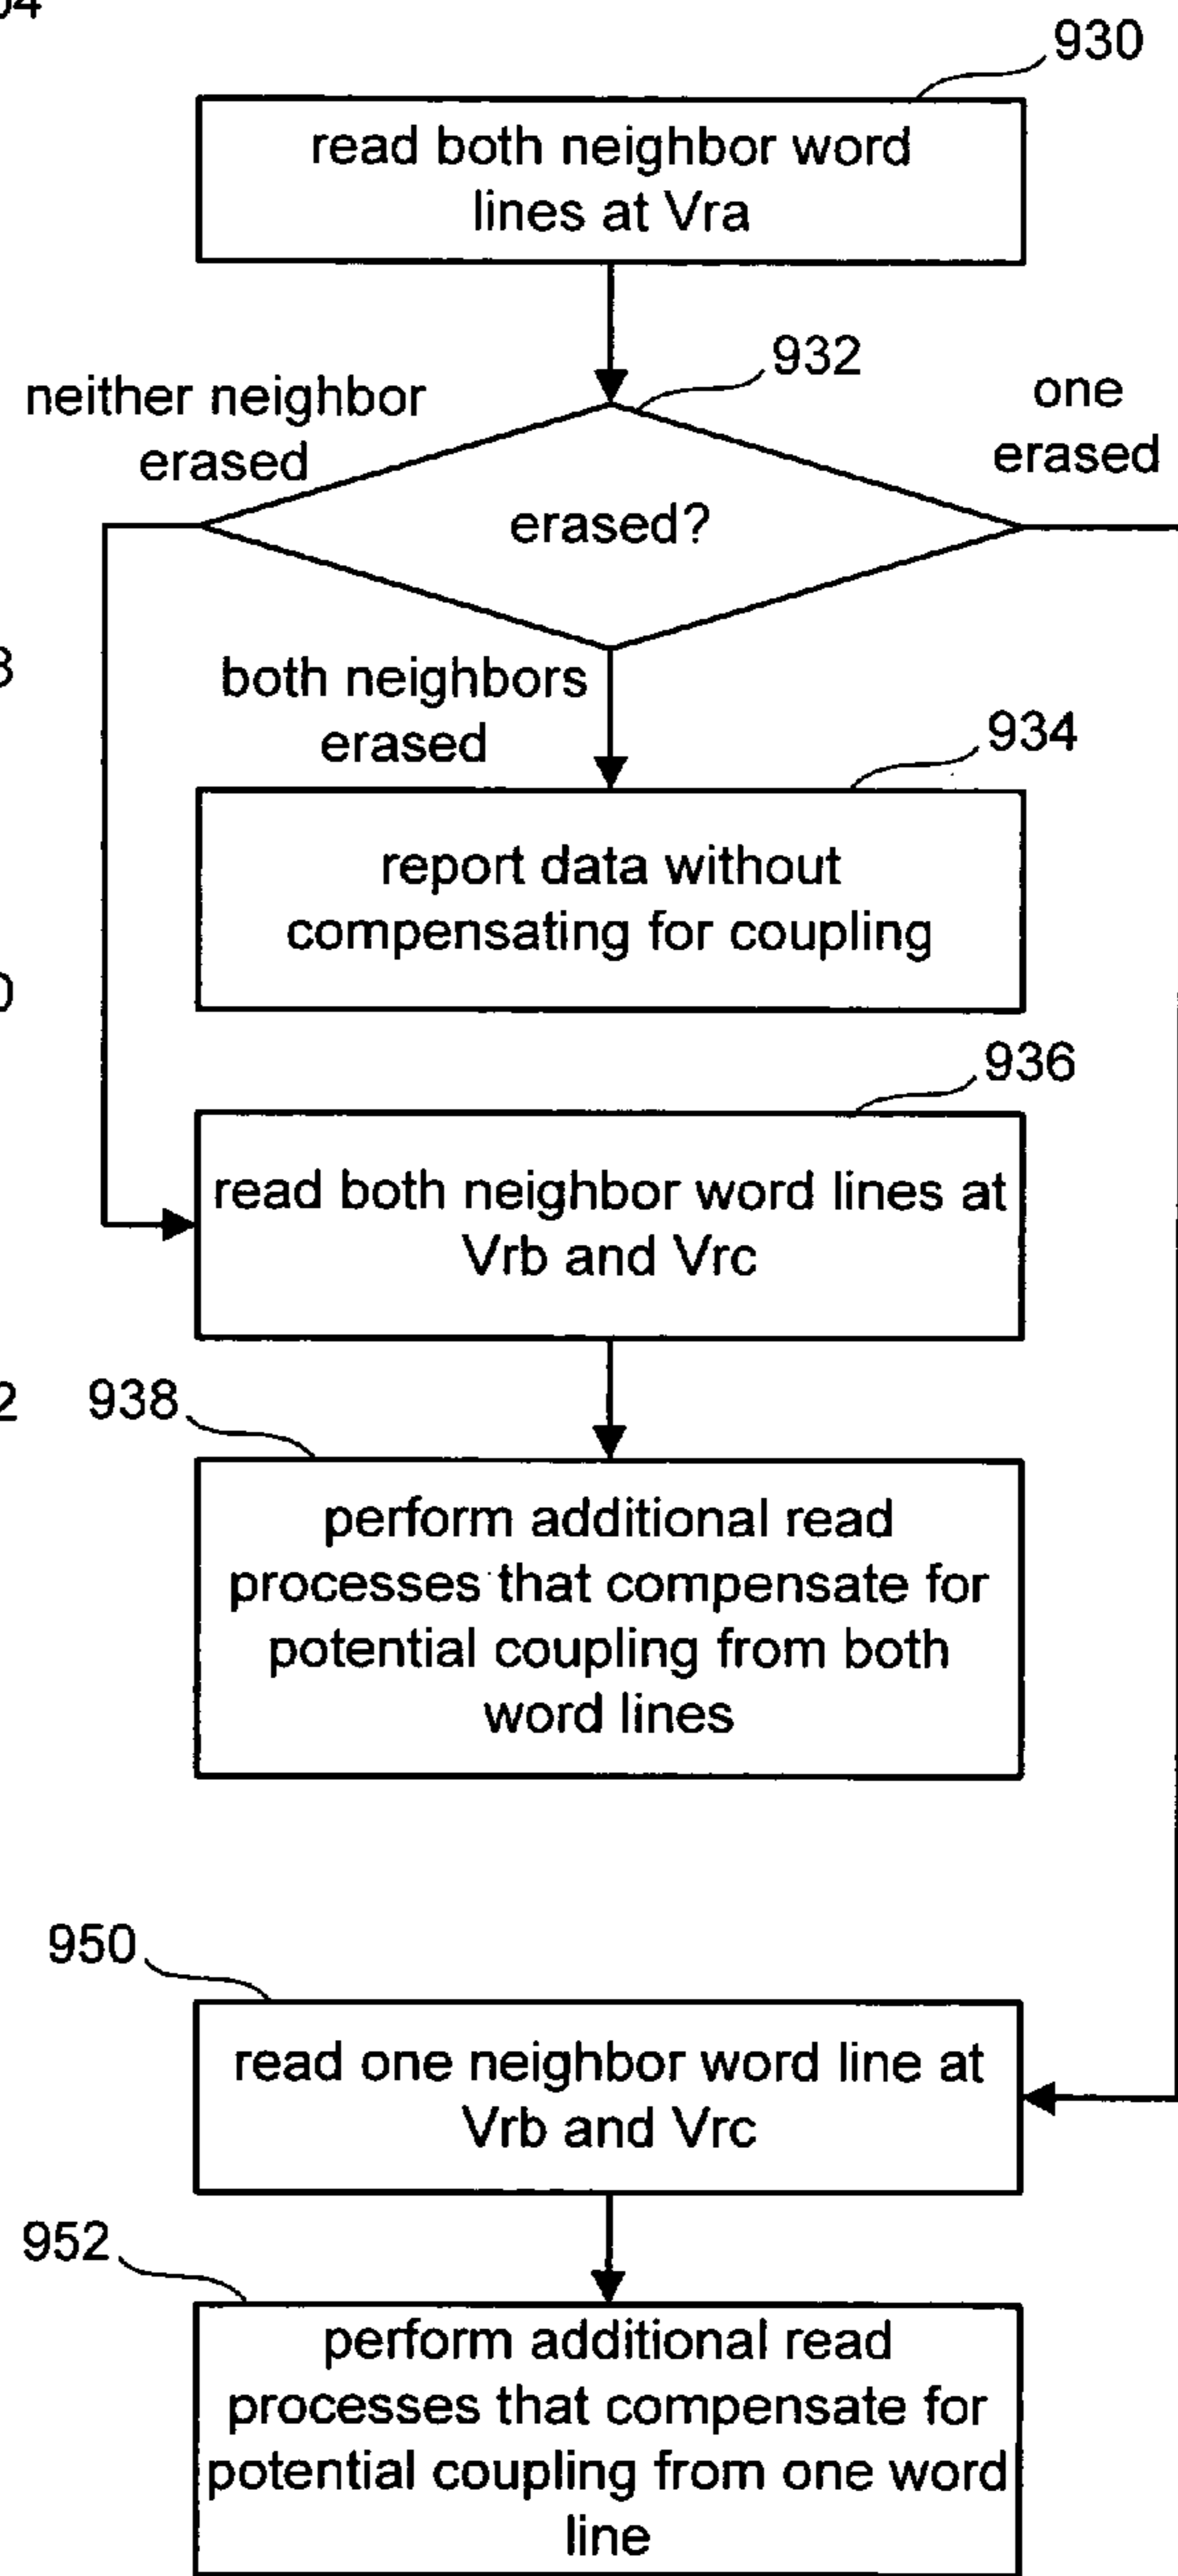 04
930
read both neighbor word
lines at Vra
932
neither neighbor
erased
one
erased
erased?
both neighbors
erased
934
report data without
compensating for coupling
936
read both neighbor word lines at
Vrb and Vrc
938
perform additional read
processes that compensate for
potential coupling from both
word lines
950
read one neighbor word line at
Vrb and Vrc
952
perform additional read
processes that compensate for
potential coupling from one word
line